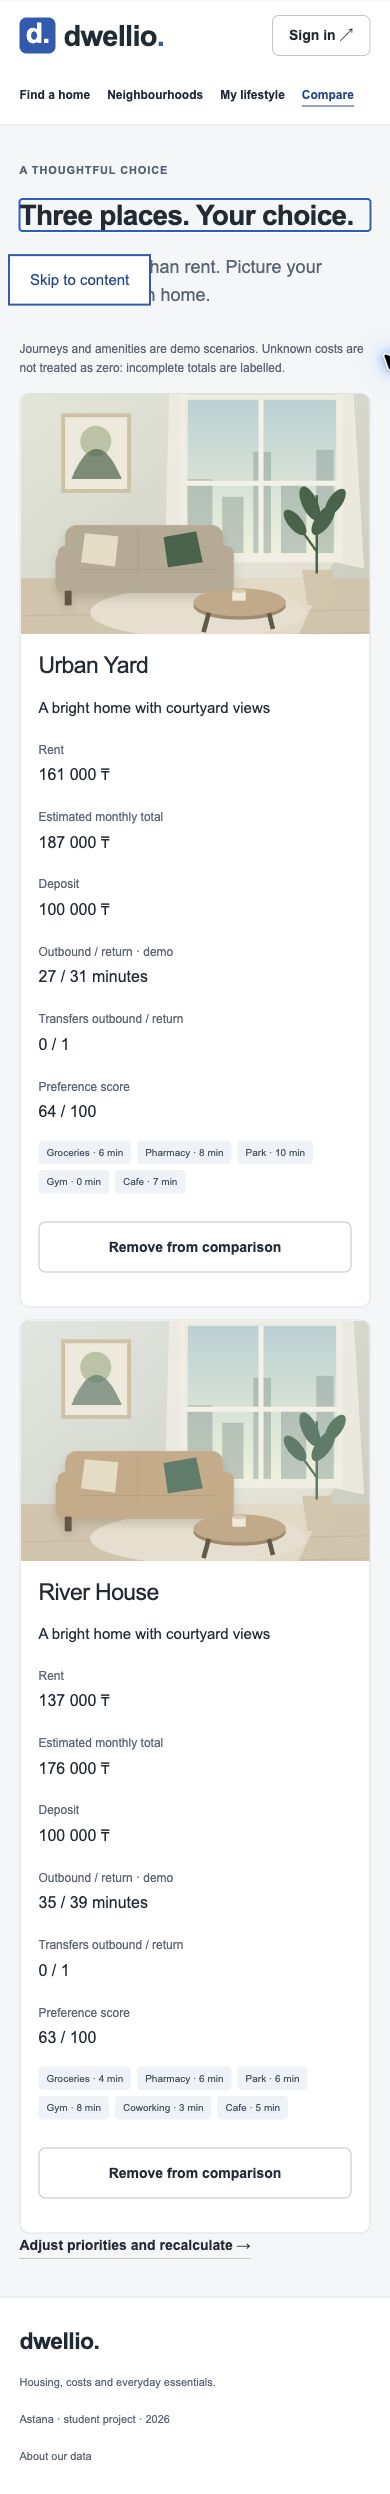 d. dwellio.
Sign in ↗
Find a home Neighbourhoods My lifestyle Compare
A THOUGHTFUL CHOICE
Three places. Your choice.
han rent. Picture your
Skip to content
home.
Journeys and amenities are demo scenarios. Unknown costs are
not treated as zero: incomplete totals are labelled.
Urban Yard
A bright home with courtyard views
Rent
161 000 ₸
Estimated monthly total
187 000 ₸
Deposit
100 000 ₸
Outbound / return · demo
27 / 31 minutes
Transfers outbound / return
0 / 1
Preference score
64 / 100
Groceries · 6 min Pharmacy · 8 min Park · 10 min
Gym · 0 min Cafe · 7 min
Remove from comparison
River House
A bright home with courtyard views
Rent
137 000 ₸
Estimated monthly total
176 000 ₸
Deposit
100 000 ₸
Outbound / return · demo
35 / 39 minutes
Transfers outbound / return
0 / 1
Preference score
63 / 100
Groceries · 4 min Pharmacy · 6 min Park · 6 min
Gym · 8 min Coworking · 3 min Cafe · 5 min
Remove from comparison
Adjust priorities and recalculate →
dwellio.
Housing, costs and everyday essentials.
Astana · student project · 2026
About our data